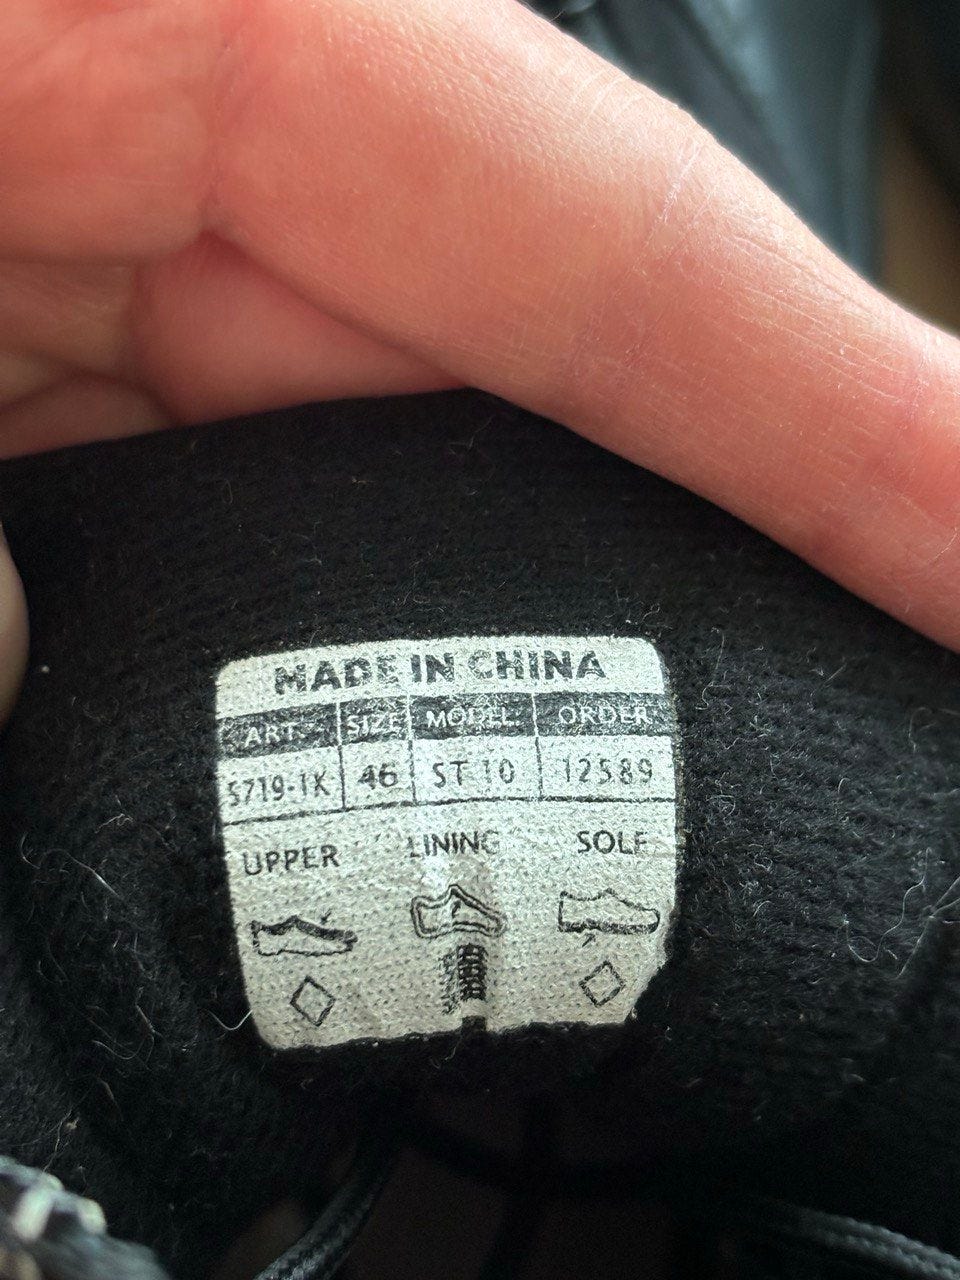 MADE IN CHINA
ART. SIZE MODEL: ORDER
5719-1K 46 ST 10 12589
UPPER LINING SOLE